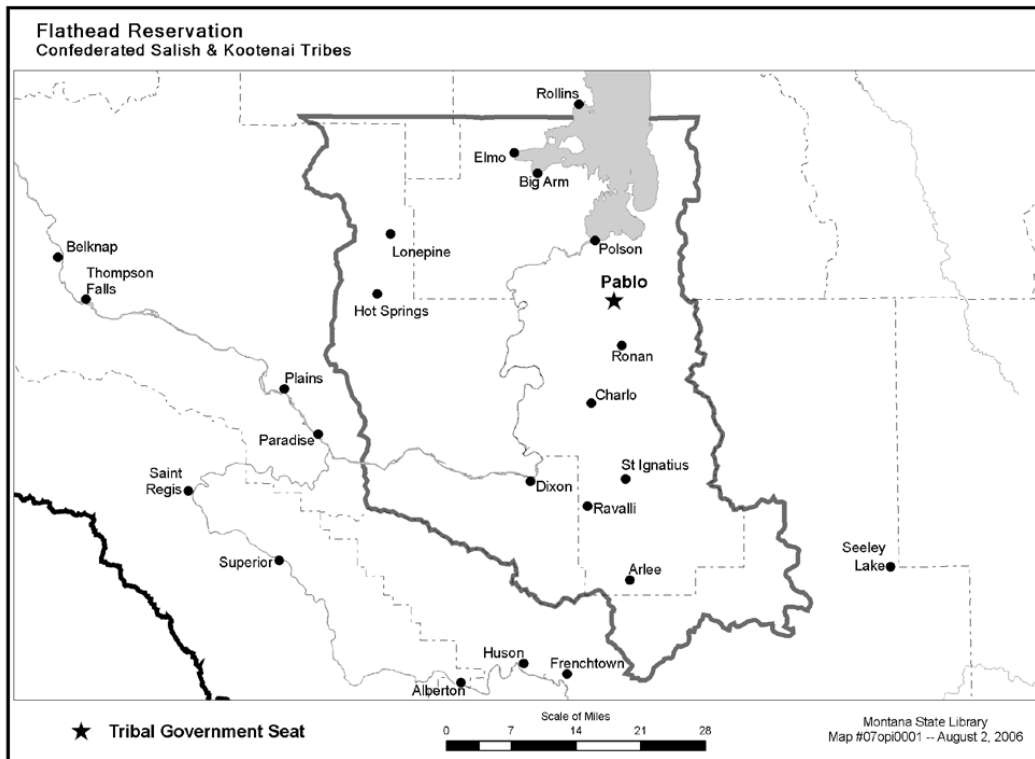 Flathead Reservation
Confederated Salish & Kootenai Tribes
Rollins
Elmo
Big Arm
Belknap
Lonepine
Polson
Thompson
Falls
Pablo
Hot Springs
Ronan
Plains
Charlo
Paradise
St Ignatius
Saint
Regis
Dixon
Ravalli
Superior
Seeley
Lake
Arlee
Huson
Frenchtown
Alberton
Tribal Government Seat
Scale of Miles
0 7 14 21 28
Montana State Library
Map #07opi0001 -- August 2, 2006